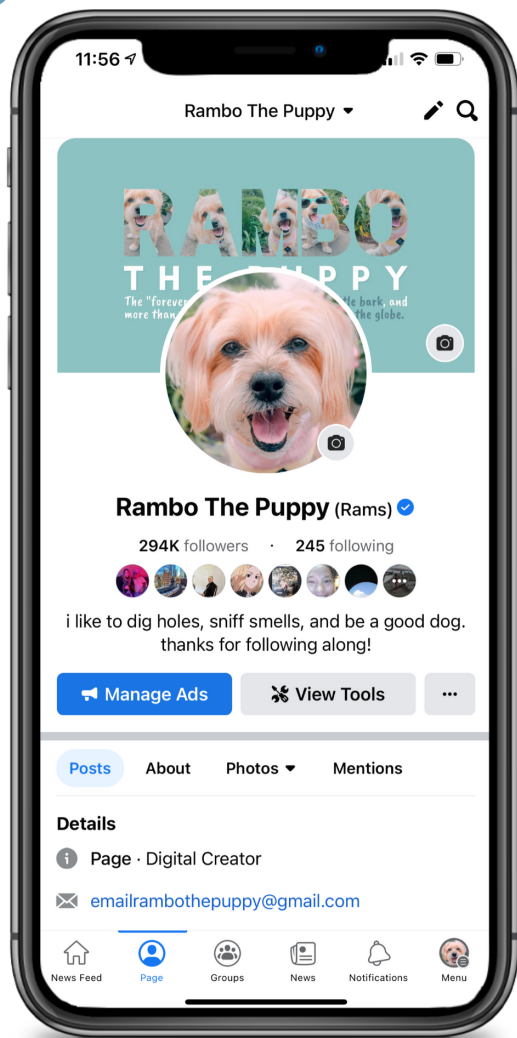 11:56
Rambo The Puppy
RAMBO
THE PUPPY
The "forever tle bark, and
more than the globe.
Rambo The Puppy (Rams)
294K followers · 245 following
i like to dig holes, sniff smells, and be a good dog.
thanks for following along!
Manage Ads View Tools
Posts About Photos Mentions
Details
Page · Digital Creator
emailrambothepuppy@gmail.com
News Feed Page Groups News Notifications Menu